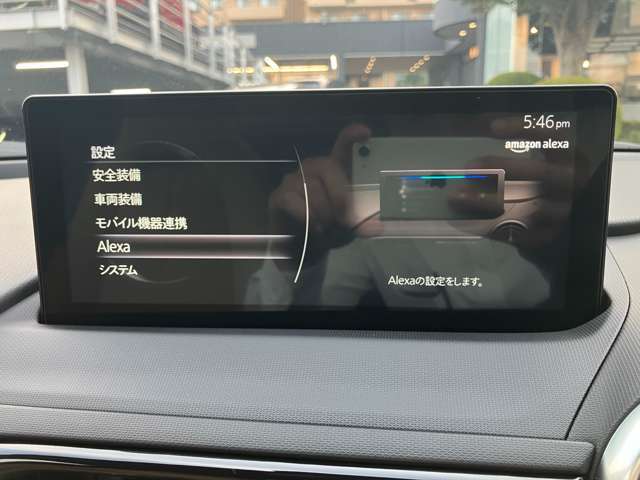 5:46 pm
amazon alexa
設定
安全装備
車両装備
モバイル機器連携
Alexa
システム
Alexaの設定をします。